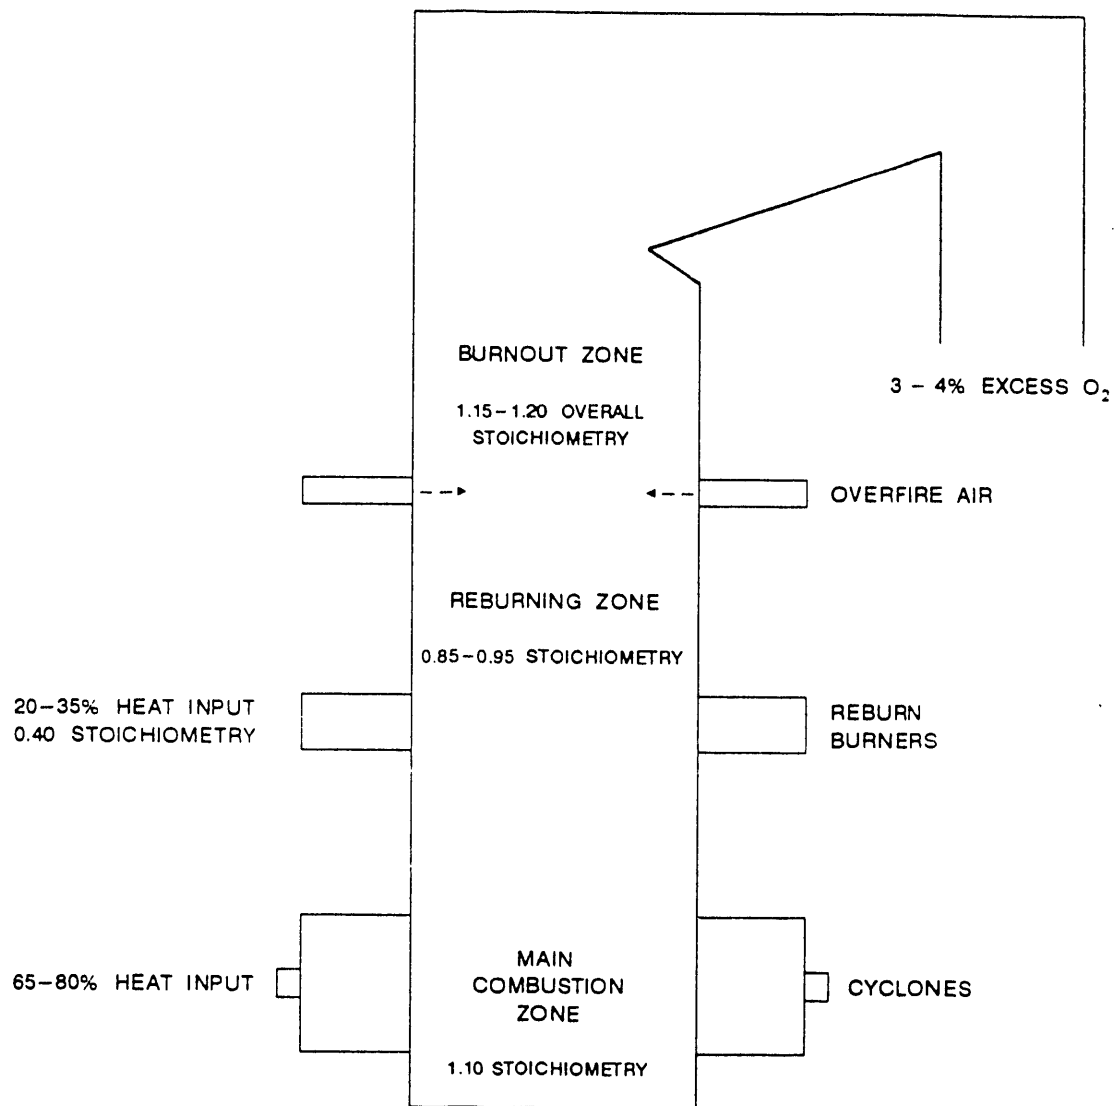 BURNOUT ZONE
3 – 4% EXCESS O₂
1.15–1.20 OVERALL
STOICHIOMETRY
OVERFIRE AIR
REBURNING ZONE
0.85–0.95 STOICHIOMETRY
20–35% HEAT INPUT
0.40 STOICHIOMETRY
REBURN
BURNERS
65–80% HEAT INPUT
MAIN
COMBUSTION
ZONE
CYCLONES
1.10 STOICHIOMETRY